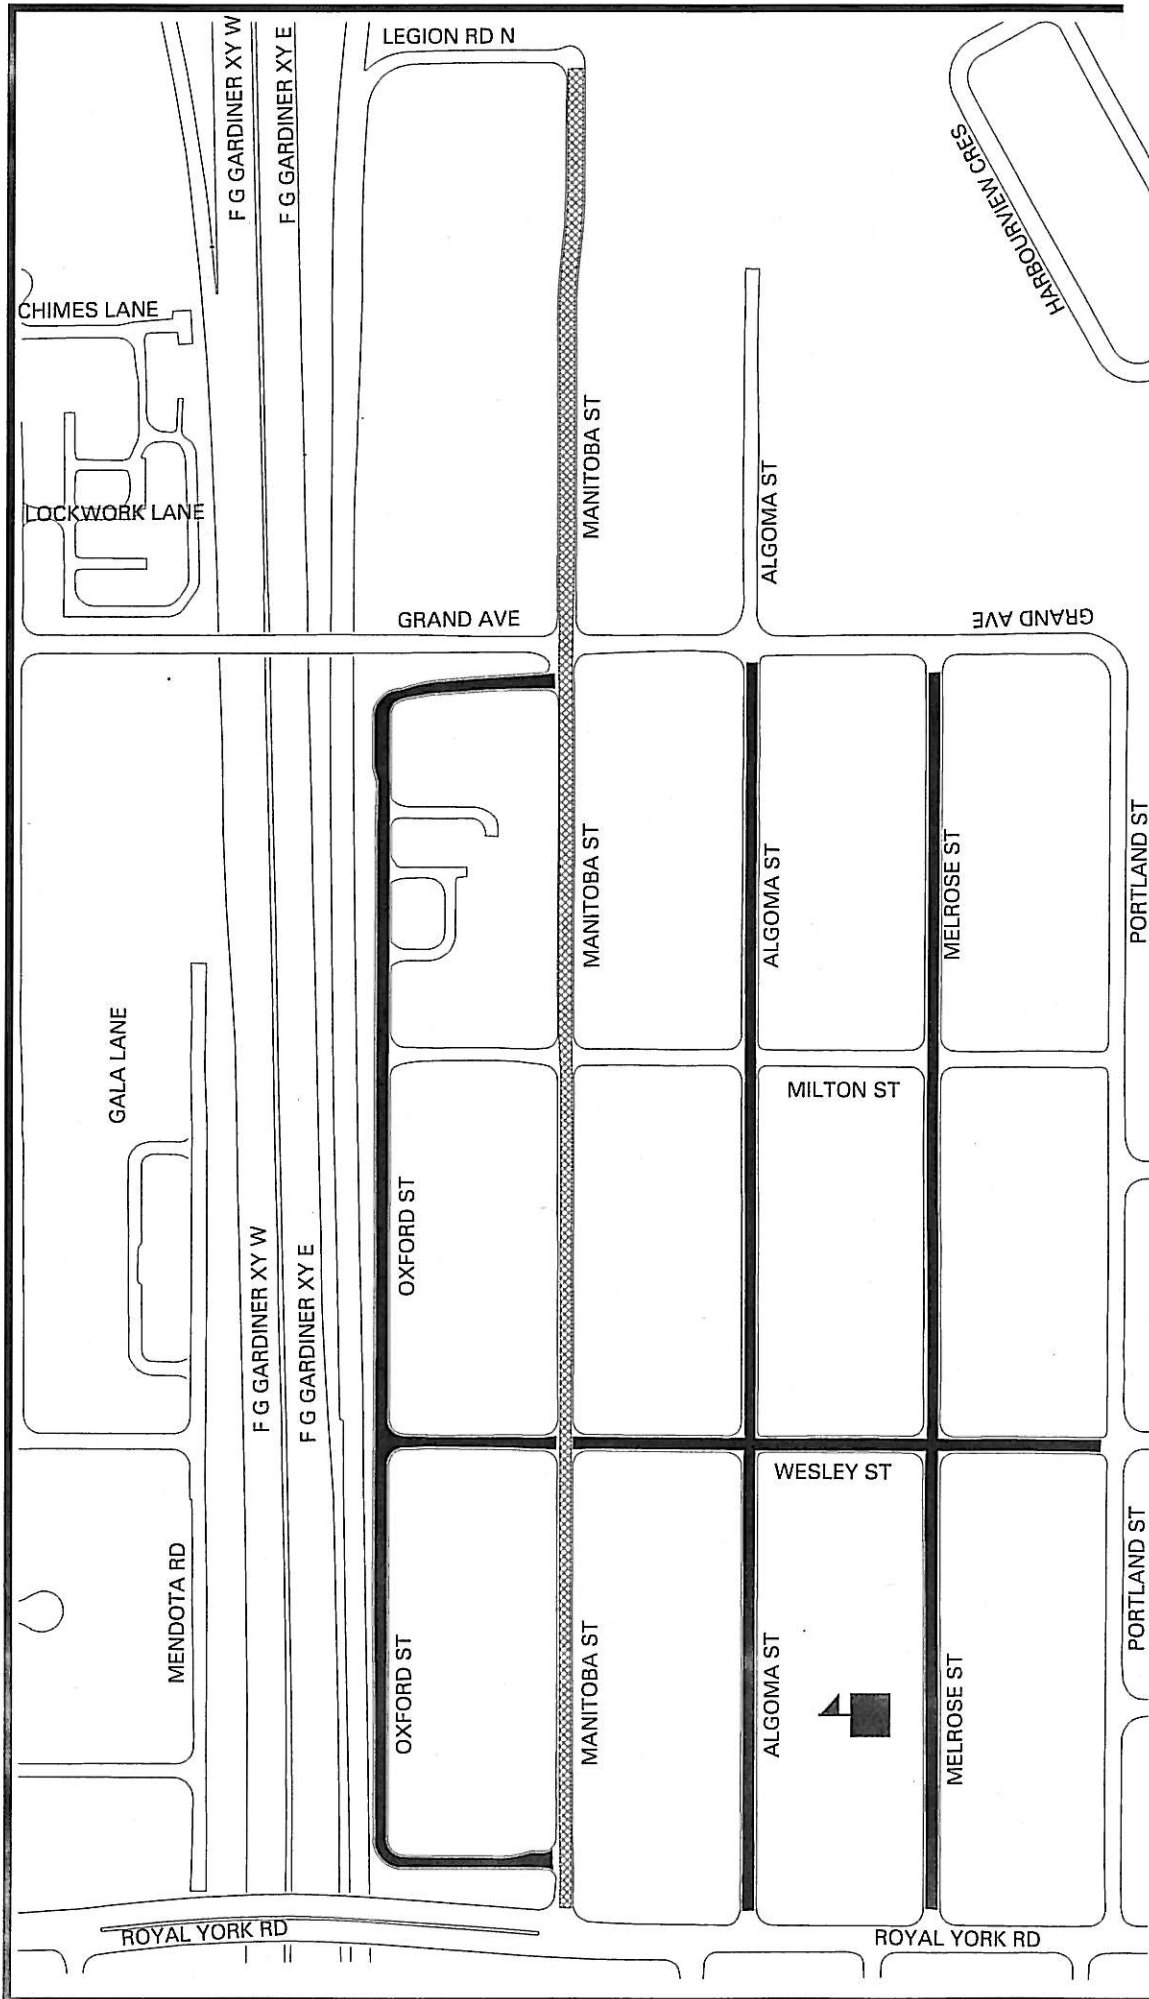 LEGION RD N
F G GARDINER XY W
F G GARDINER XY E
HARBOURVIEW CRES
CHIMES LANE
MANITOBA ST
ALGOMA ST
LOCKWORK LANE
GRAND AVE
GRAND AVE
MANITOBA ST
ALGOMA ST
MELROSE ST
PORTLAND ST
GALA LANE
MILTON ST
OXFORD ST
F G GARDINER XY W
F G GARDINER XY E
WESLEY ST
MENDOTA RD
OXFORD ST
MANITOBA ST
ALGOMA ST
MELROSE ST
PORTLAND ST
ROYAL YORK RD
ROYAL YORK RD